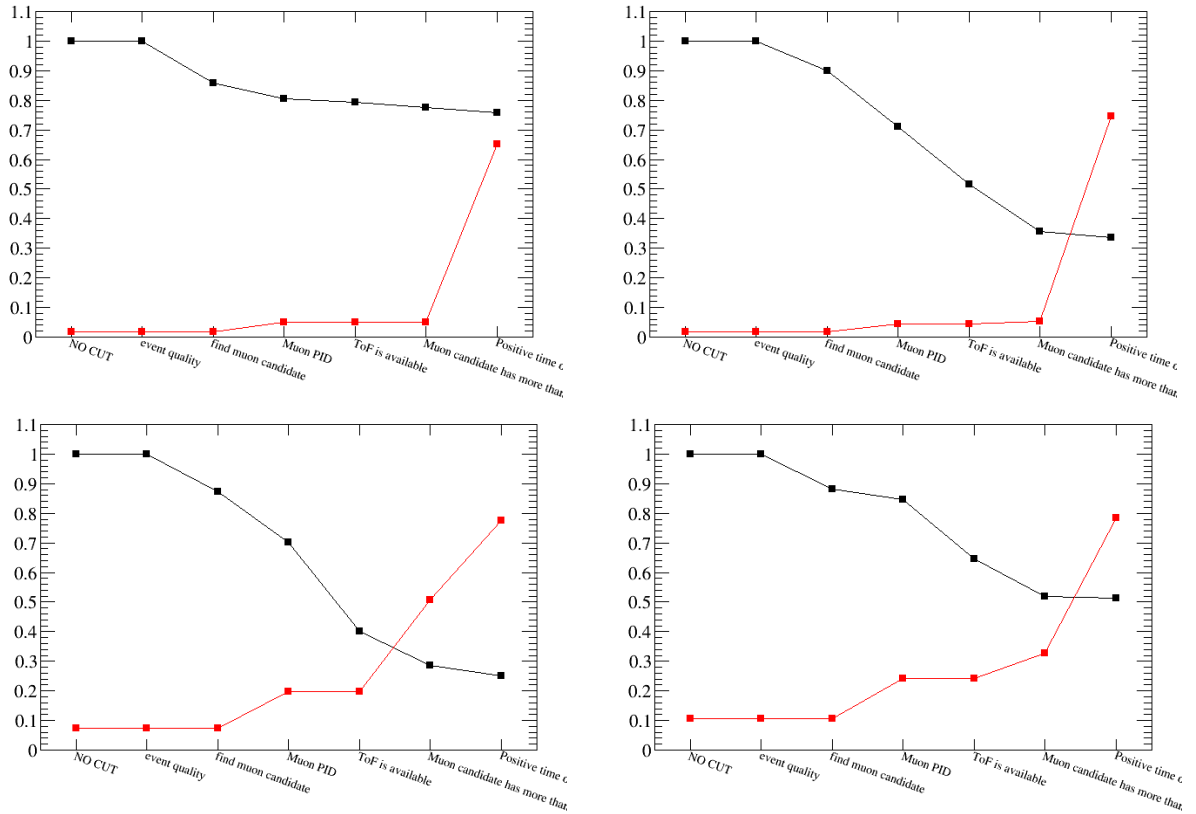 1.1
1
0.9
0.8
0.7
0.6
0.5
0.4
0.3
0.2
0.1
0
NO CUT
event quality
find muon candidate
Muon PID
ToF is available
Muon candidate has more than
Positive time o
1.1
1
0.9
0.8
0.7
0.6
0.5
0.4
0.3
0.2
0.1
0
NO CUT
event quality
find muon candidate
Muon PID
ToF is available
Muon candidate has more than
Positive time o
1.1
1
0.9
0.8
0.7
0.6
0.5
0.4
0.3
0.2
0.1
0
NO CUT
event quality
find muon candidate
Muon PID
ToF is available
Muon candidate has more than
Positive time o
1.1
1
0.9
0.8
0.7
0.6
0.5
0.4
0.3
0.2
0.1
0
NO CUT
event quality
find muon candidate
Muon PID
ToF is available
Muon candidate has more than
Positive time o